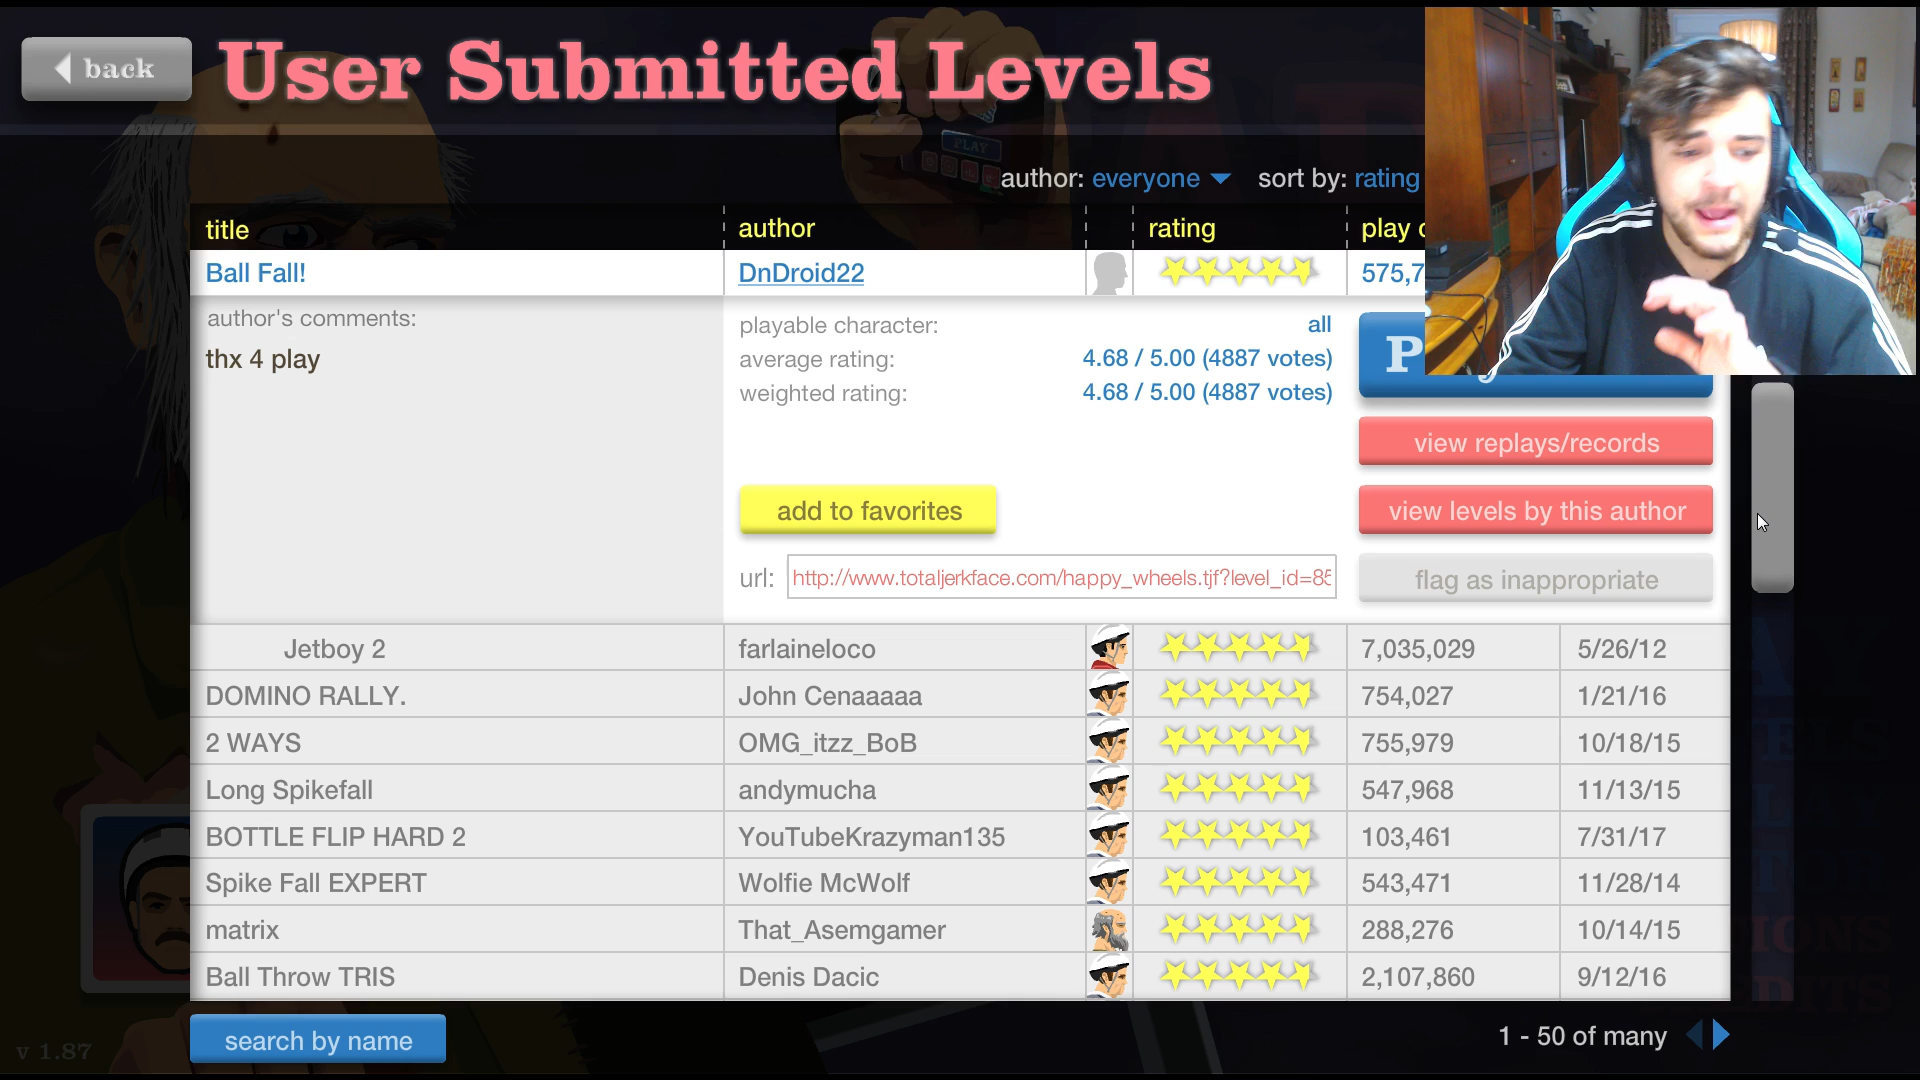 back
User Submitted Levels
PLAY
author: everyone sort by: rating
title author rating play
Ball Fall! DnDroid22 575,7
author's comments:
thx 4 play
playable character: all
average rating: 4.68 / 5.00 (4887 votes)
weighted rating: 4.68 / 5.00 (4887 votes)
view replays/records
add to favorites
view levels by this author
url: http://www.totaljerkface.com/happy_wheels.tjf?level_id=85
flag as inappropriate
Jetboy 2 farlaineloco 7,035,029 5/26/12
DOMINO RALLY. John Cenaaaaa 754,027 1/21/16
2 WAYS OMG_itzz_BoB 755,979 10/18/15
Long Spikefall andymucha 547,968 11/13/15
BOTTLE FLIP HARD 2 YouTubeKrazyman135 103,461 7/31/17
Spike Fall EXPERT Wolfie McWolf 543,471 11/28/14
matrix That_Asemgamer 288,276 10/14/15
Ball Throw TRIS Denis Dacic 2,107,860 9/12/16
search by name
1 - 50 of many
v 1.87